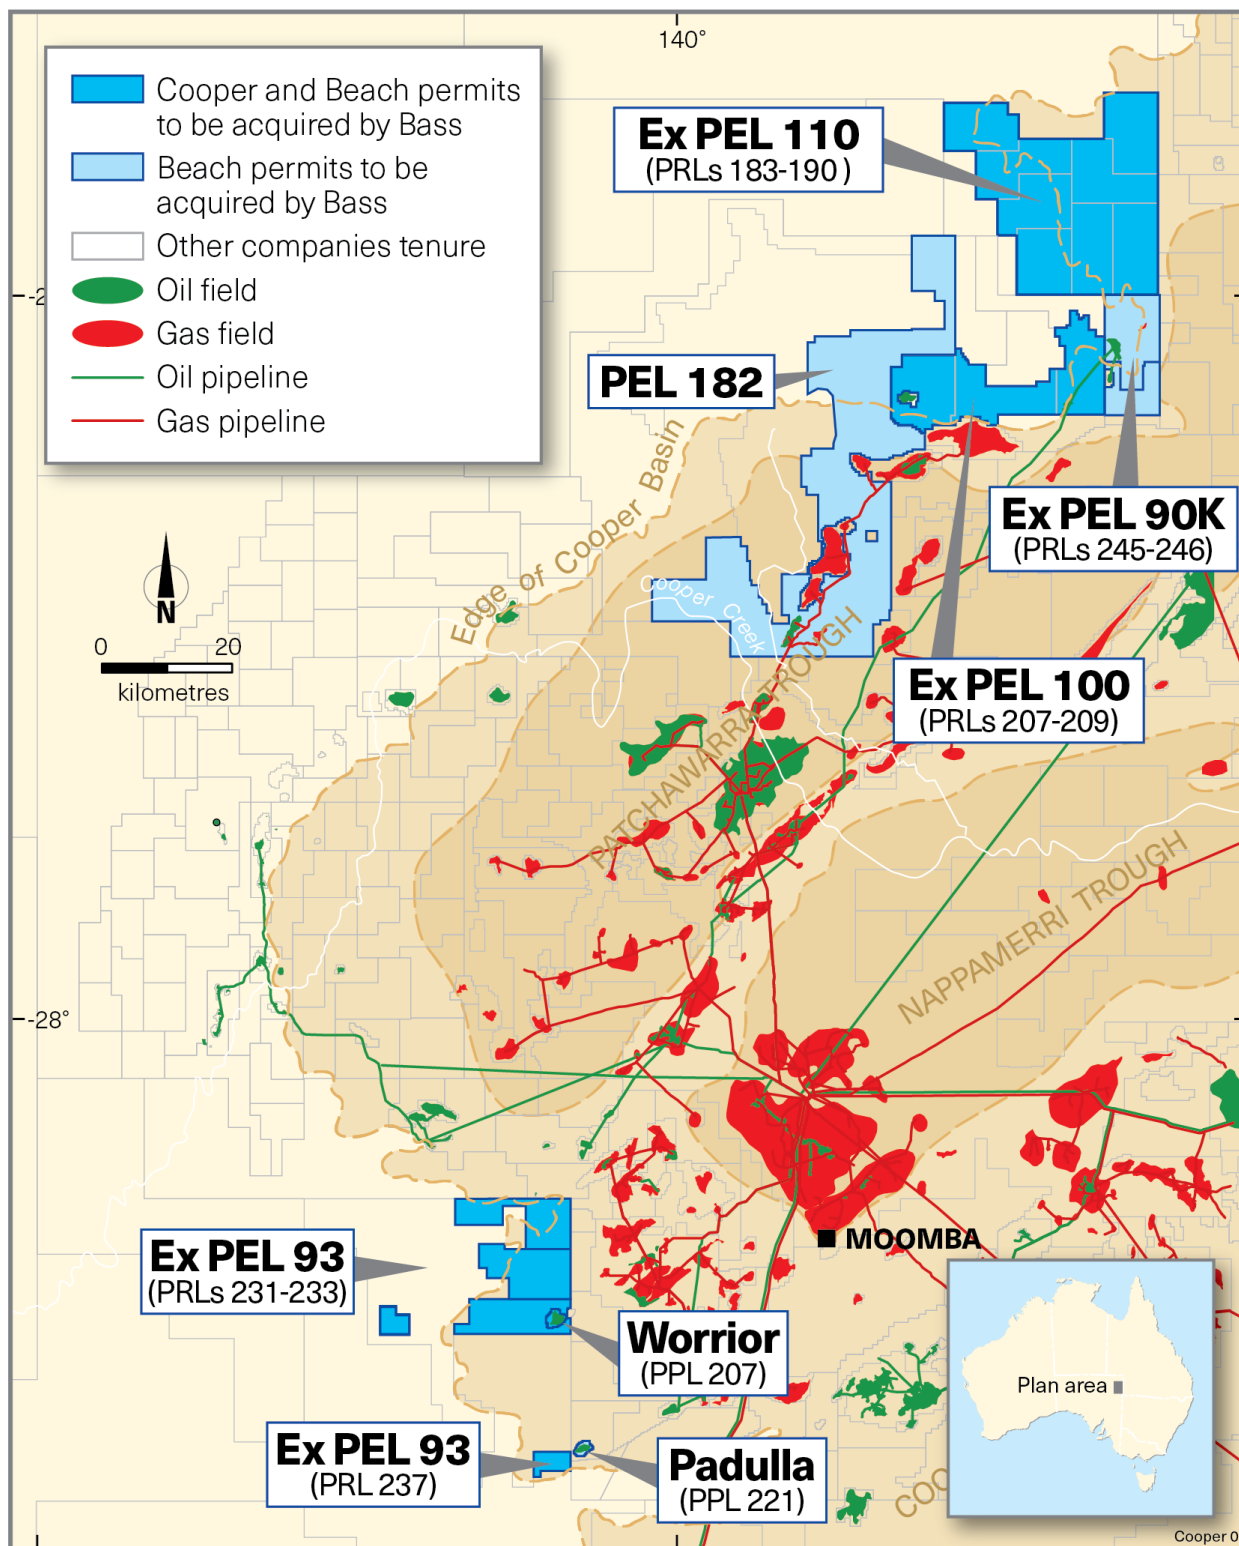 140°
Cooper and Beach permits
to be acquired by Bass
Beach permits to be
acquired by Bass
Other companies tenure
Oil field
Gas field
Oil pipeline
Gas pipeline
Ex PEL 110
(PRLs 183-190 )
PEL 182
Edge of Cooper Basin
Ex PEL 90K
(PRLs 245-246)
N
0 20
kilometres
Cooper Creek
Ex PEL 100
(PRLs 207-209)
PATCHAWARRA TROUGH
NAPPAMERRI TROUGH
-28°
MOOMBA
Ex PEL 93
(PRLs 231-233)
Worrior
(PPL 207)
Plan area
Ex PEL 93
(PRL 237)
Padulla
(PPL 221)
Cooper 0